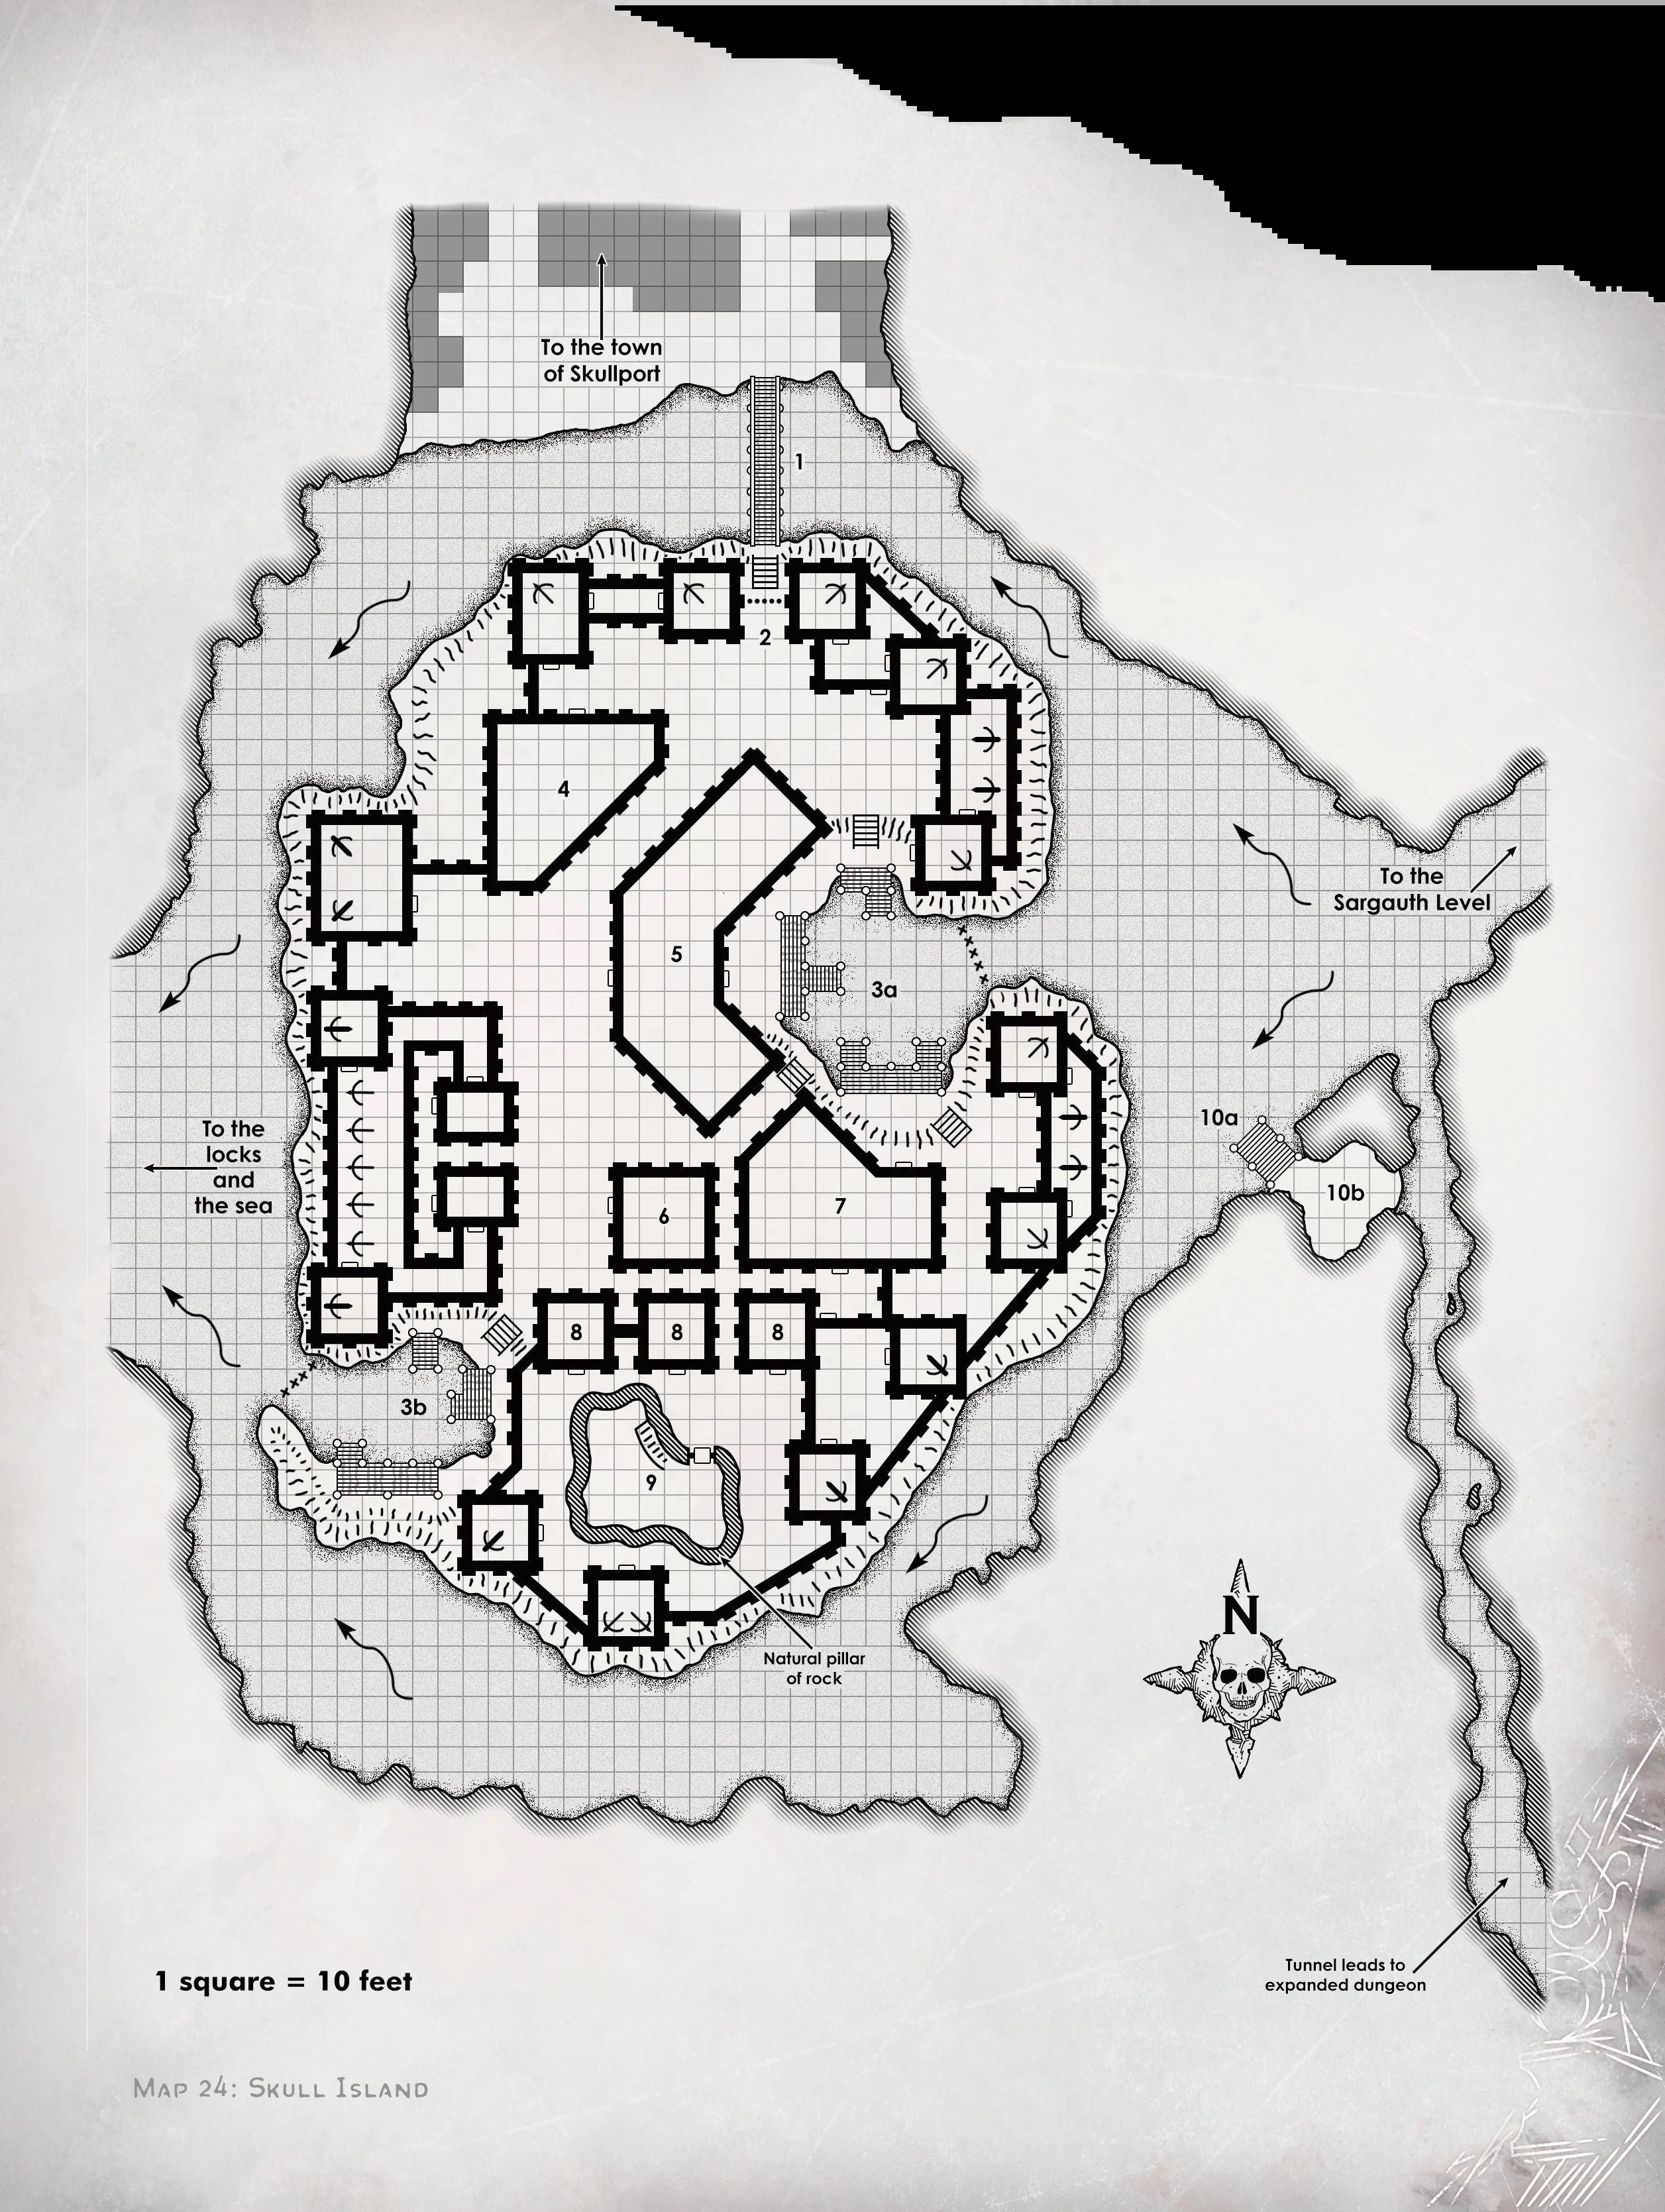 To the town
of Skullport
1
2
4
To the
Sargauth Level
5
3a
10a
To the
locks
and
the sea
10b
6
7
8
8
8
3b
9
N
Natural pillar
of rock
Tunnel leads to
expanded dungeon
1 square = 10 feet
Map 24: Skull Island